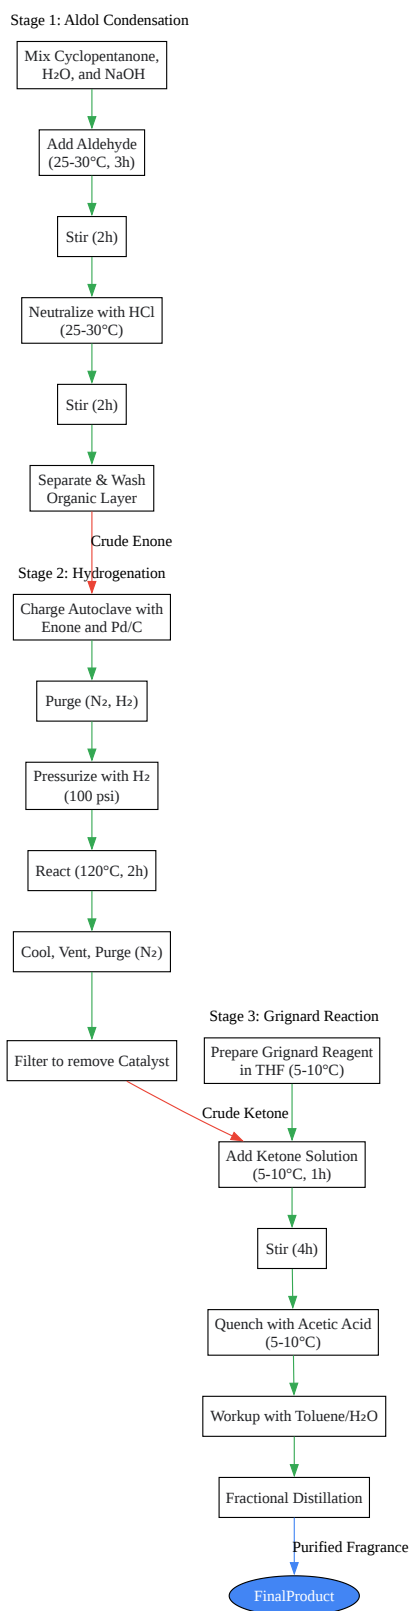 Stage 1: Aldol Condensation
Mix Cyclopentanone,
H₂O, and NaOH
Add Aldehyde
(25-30°C, 3h)
Stir (2h)
Neutralize with HCl
(25-30°C)
Stir (2h)
Separate & Wash
Organic Layer
Crude Enone
Stage 2: Hydrogenation
Charge Autoclave with
Enone and Pd/C
Purge (N₂, H₂)
Pressurize with H₂
(100 psi)
React (120°C, 2h)
Cool, Vent, Purge (N₂)
Filter to remove Catalyst
Stage 3: Grignard Reaction
Prepare Grignard Reagent
in THF (5-10°C)
Crude Ketone
Add Ketone Solution
(5-10°C, 1h)
Stir (4h)
Quench with Acetic Acid
(5-10°C)
Workup with Toluene/H₂O
Fractional Distillation
Purified Fragrance
FinalProduct